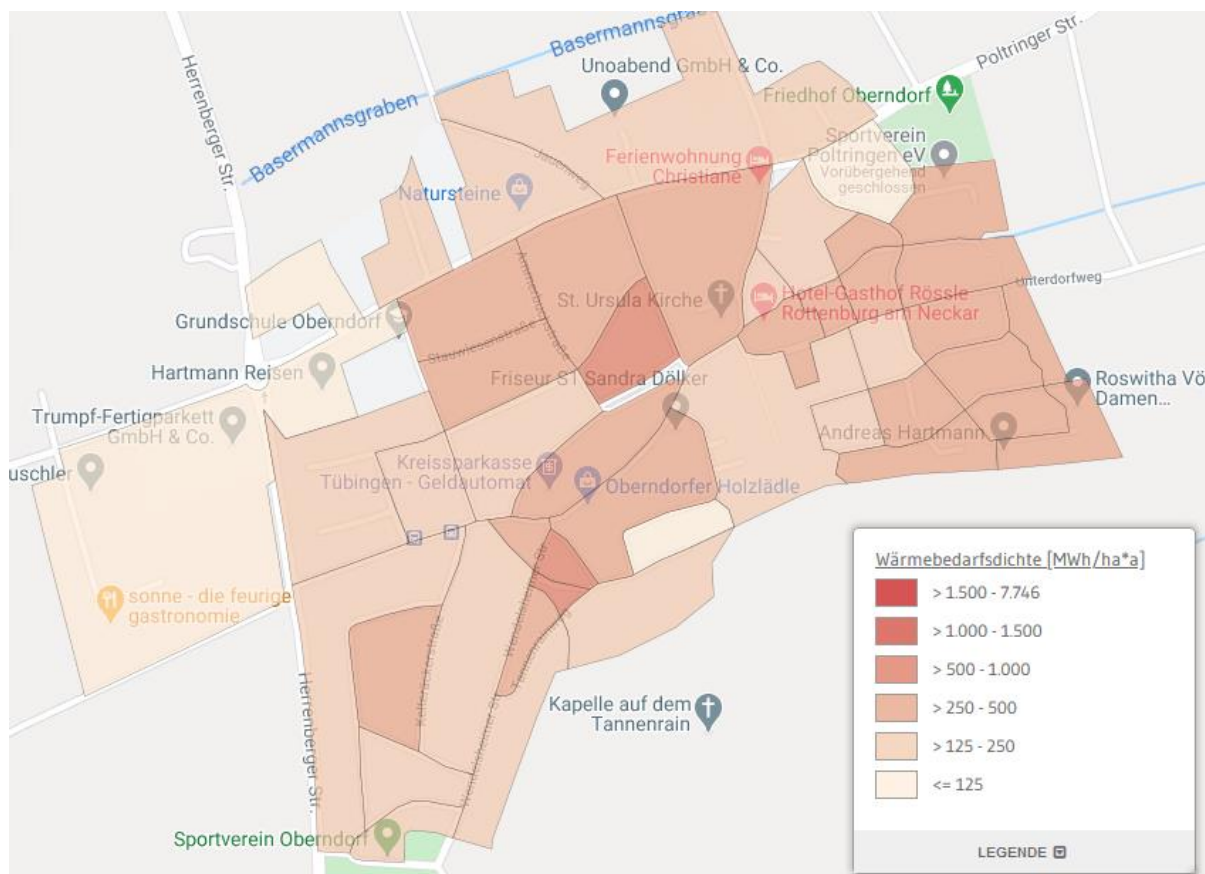 Basermannsgraben
Unoabend GmbH & Co.
Poltringer Str.
Herrenberger Str.
Basermannsgraben
Friedhof Oberndorf
Sportverein
Poltringen eV
Vorübergehend
geschlossen
Jauchweg
Ferienwohnung
Christiane
Natursteine
Unterdorfweg
St. Ursula Kirche
Hotel-Gasthof Rössle
Rottenburg am Neckar
Grundschule Oberndorf
Stauwiesenstraße
Hartmann Reisen
Friseur S1 Sandra Dölker
Roswitha Vö
Damen...
Trumpf-Fertigparkett
GmbH & Co.
Andreas Hartmann
uschler
Kreissparkasse
Tübingen - Geldautomat
Oberndorfer Holzlädle
sonne - die feurige
gastronomie
Herrenberger Str.
Kapelle auf dem
Tannenrain
Sportverein Oberndorf
Wärmebedarfsdichte [MWh/ha*a]
> 1.500 - 7.746
> 1.000 - 1.500
> 500 - 1.000
> 250 - 500
> 125 - 250
<= 125
LEGENDE